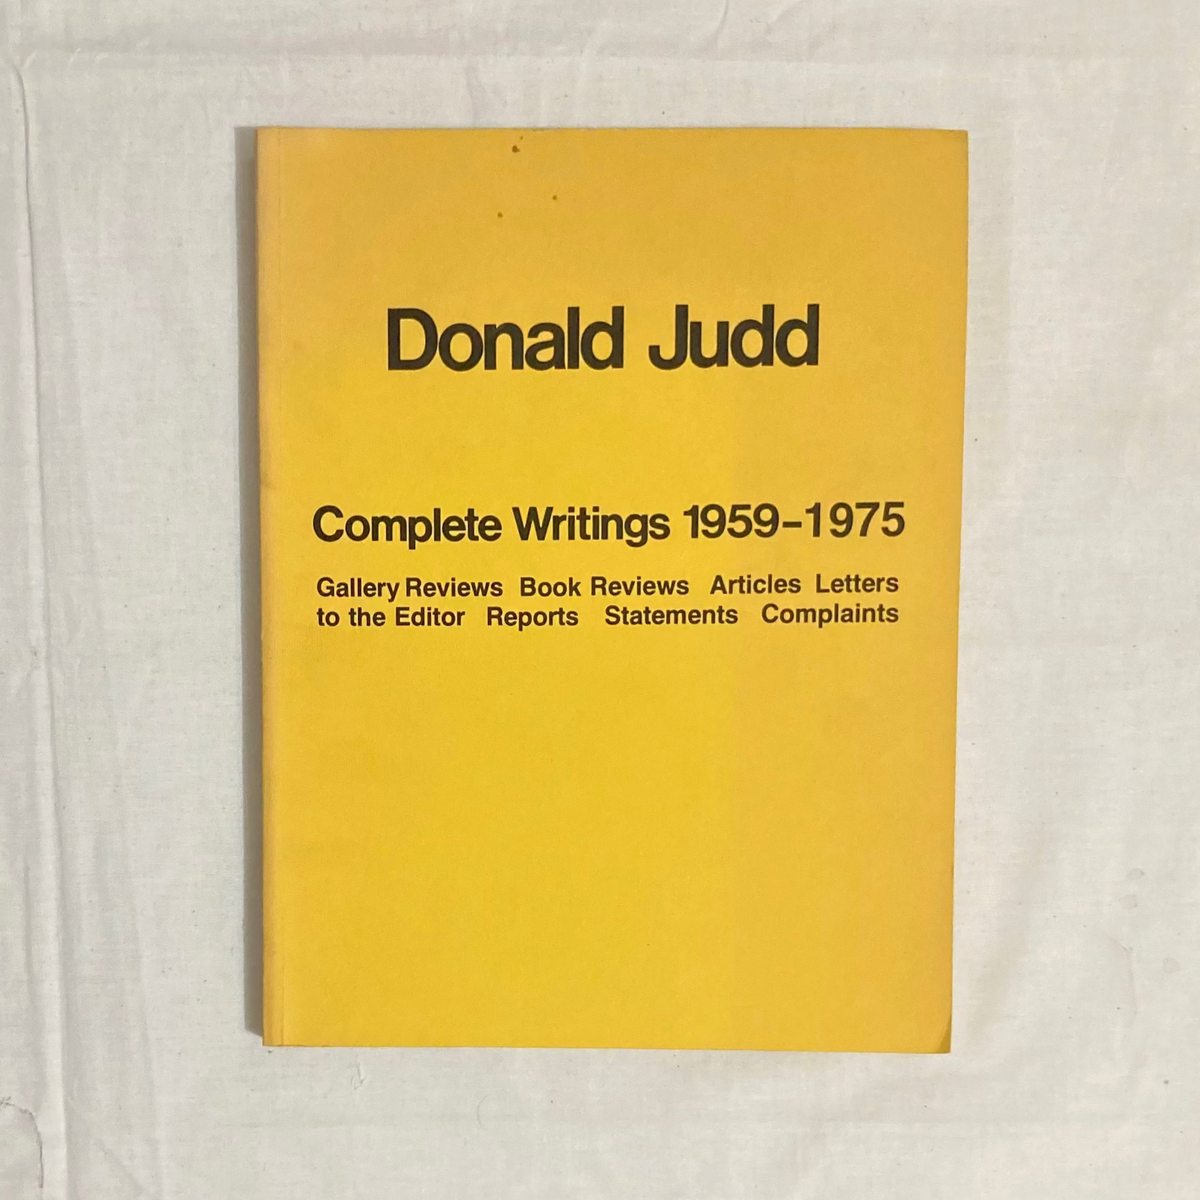 Donald Judd
Complete Writings 1959–1975
Gallery Reviews Book Reviews Articles Letters
to the Editor Reports Statements Complaints